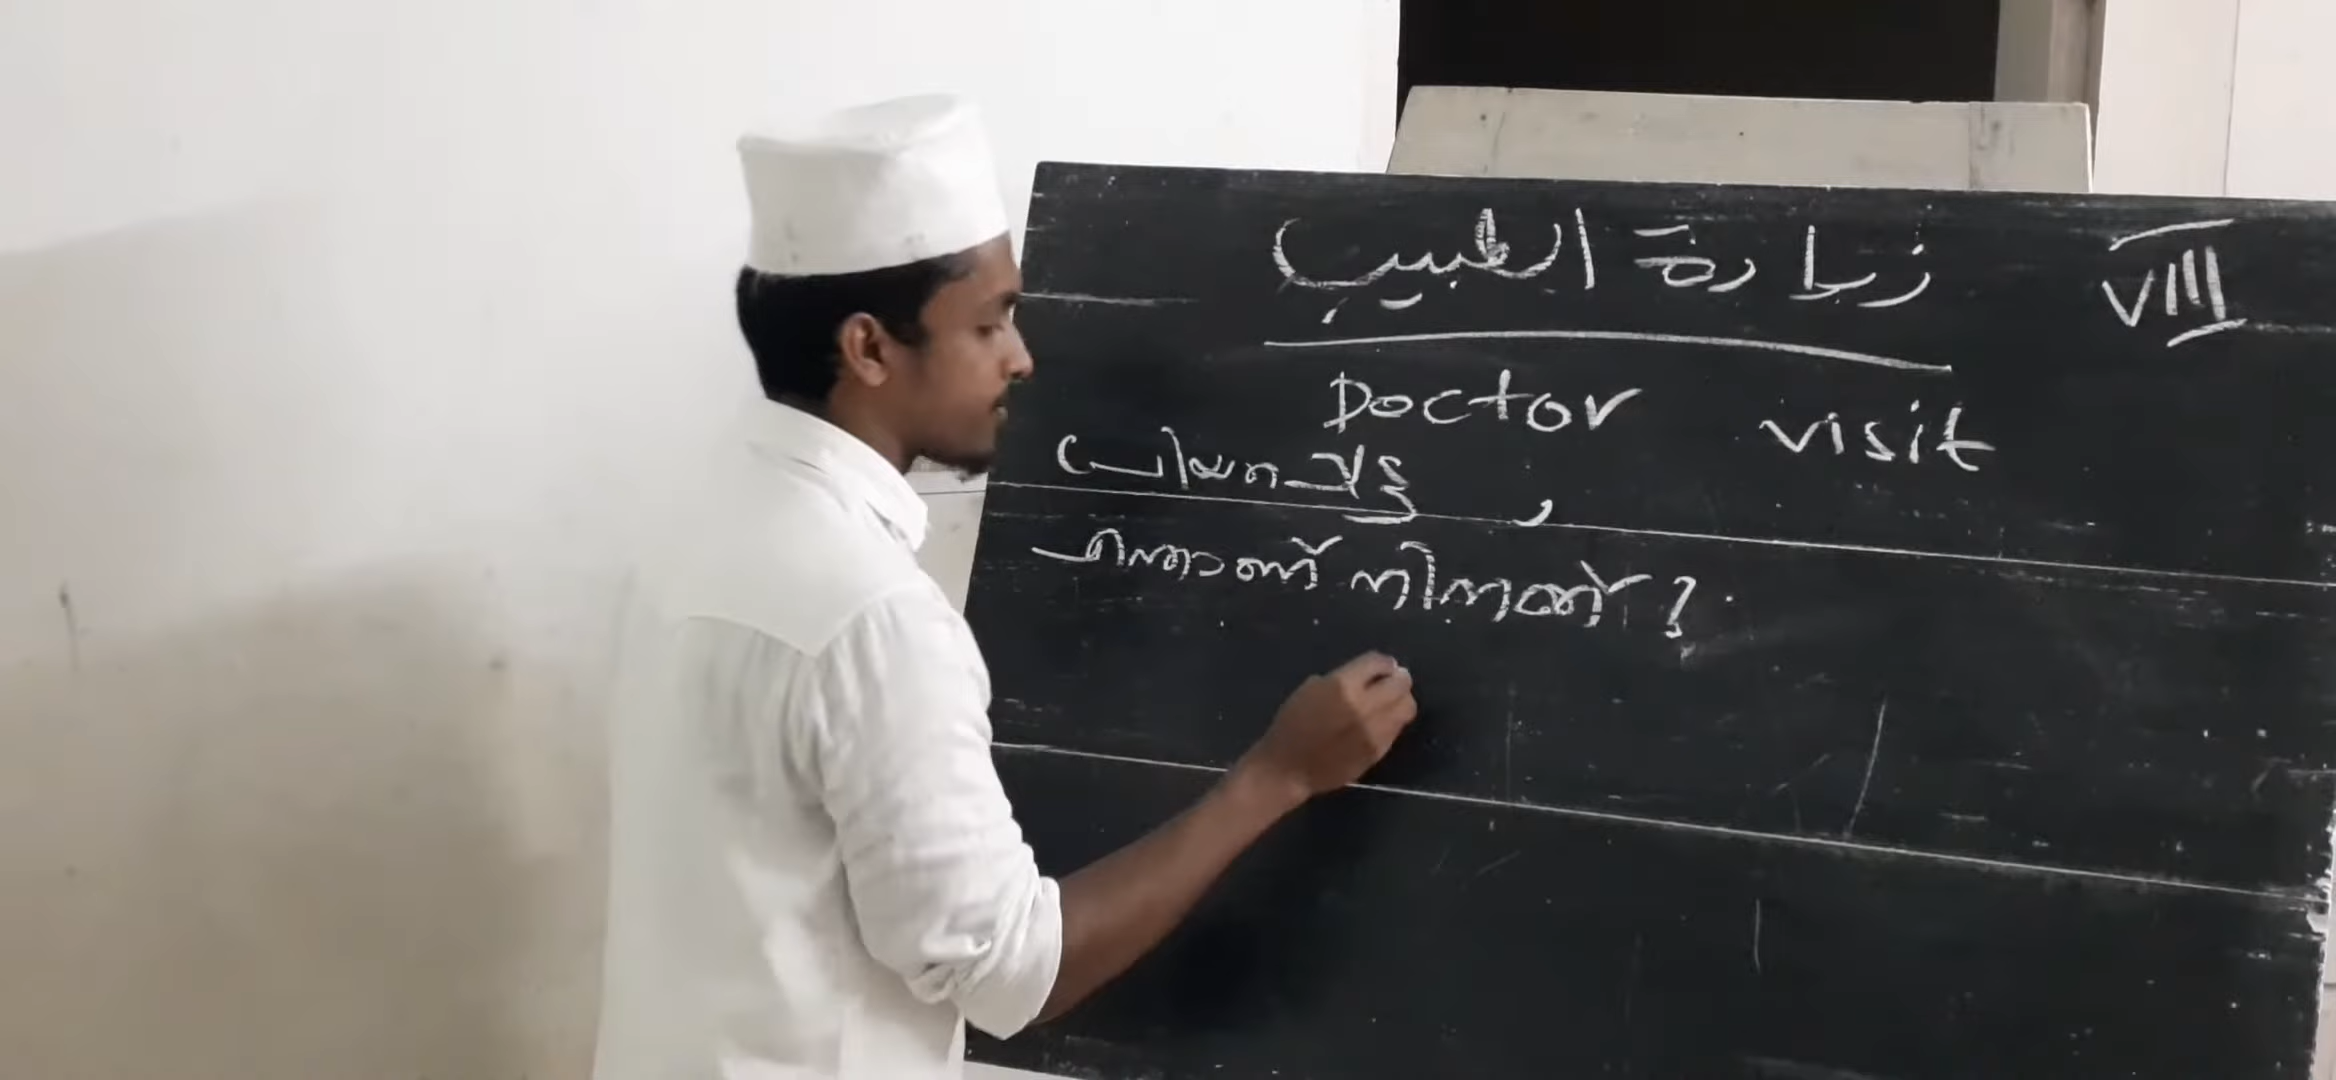 زيارة الطبيب VIII
Doctor visit
എന്താണ് നിനക്ക് ?